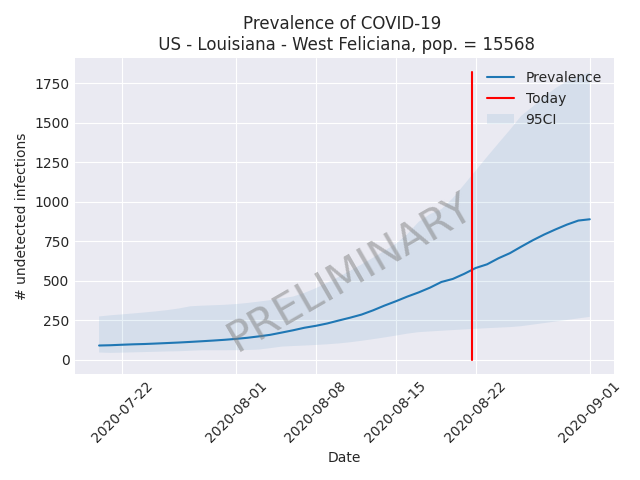 Prevalence of COVID-19
US - Louisiana - West Feliciana, pop. = 15568
Prevalence
Today
95CI
PRELIMINARY
# undetected infections
1750
1500
1250
1000
750
500
250
0
2020-07-22
2020-08-01
2020-08-08
2020-08-15
2020-08-22
2020-09-01
Date